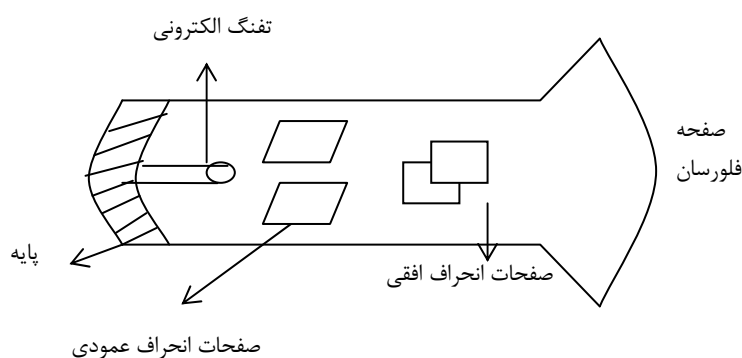 تفنگ الکترونی
صفحه
فلورسان
پایه
صفحات انحراف افقی
صفحات انحراف عمودی